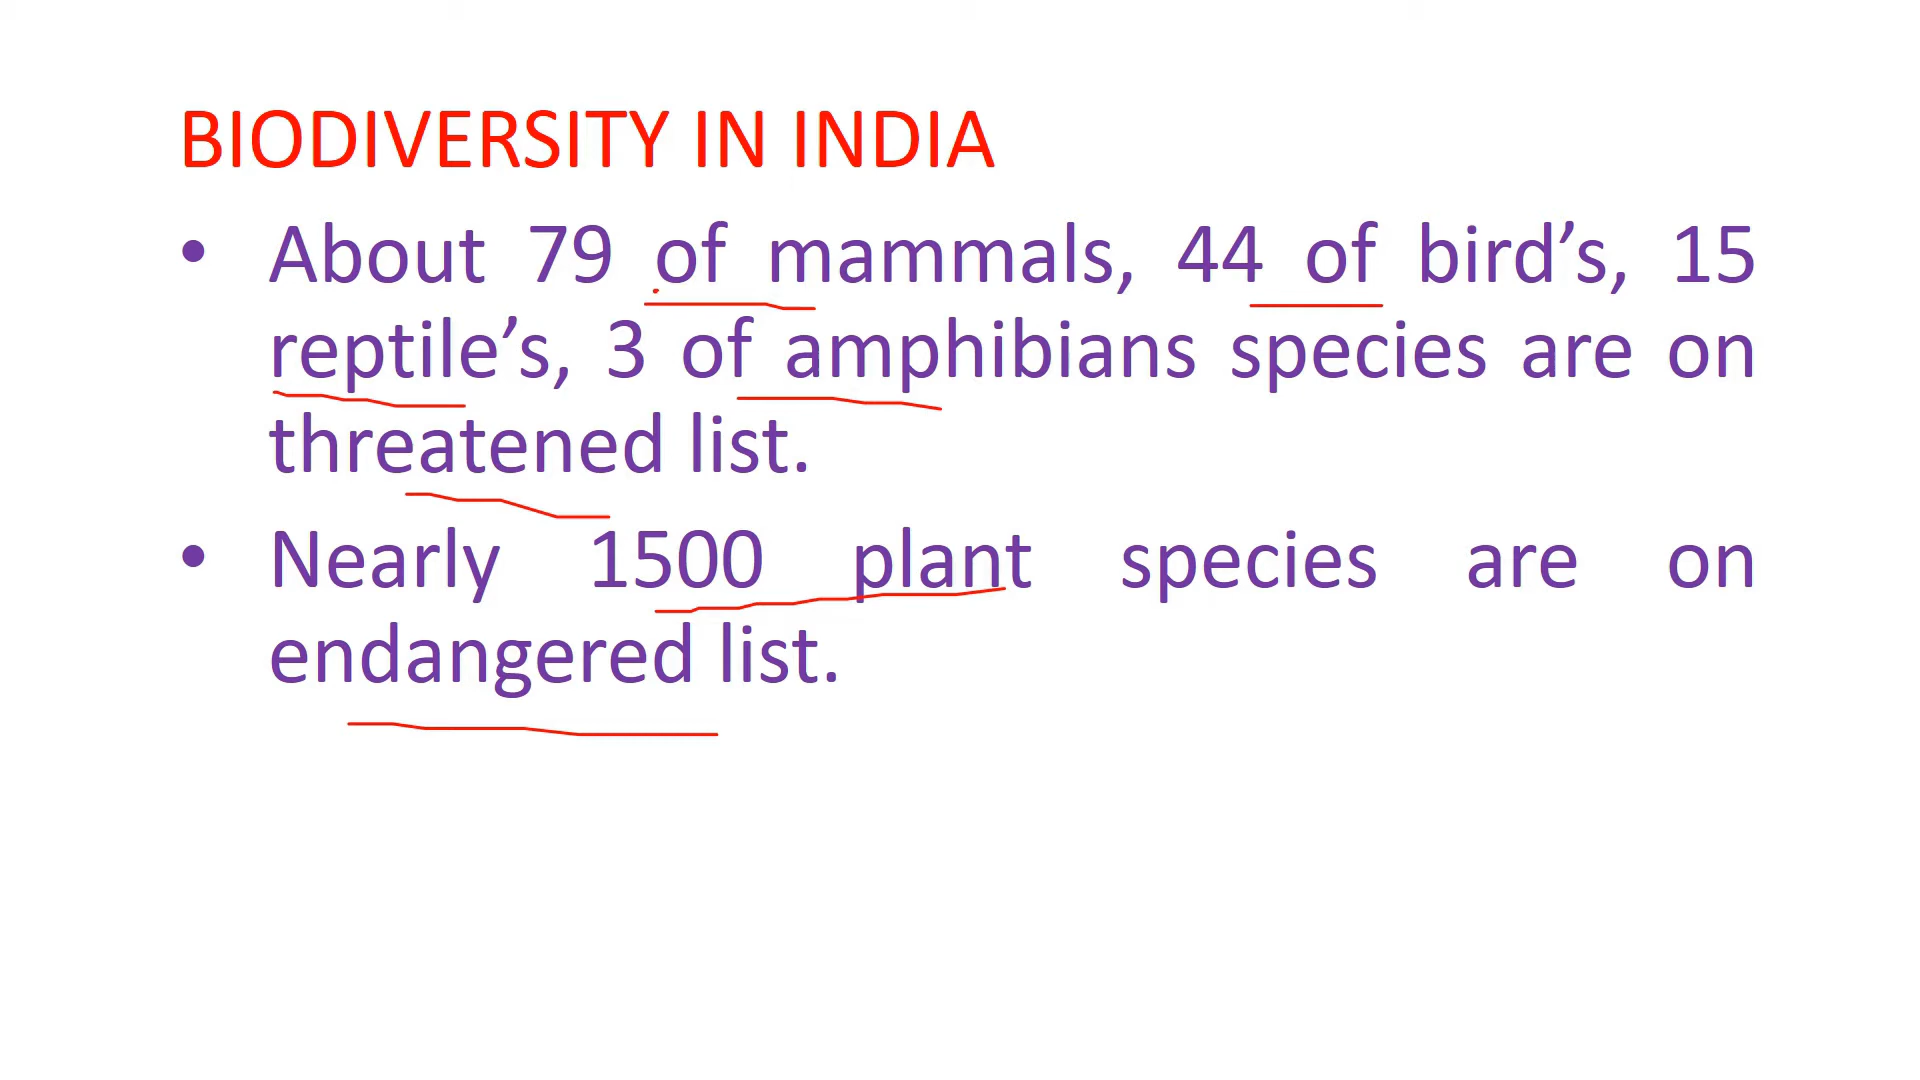 BIODIVERSITY IN INDIA
• About 79 of mammals, 44 of bird’s, 15
reptile’s, 3 of amphibians species are on
threatened list.
• Nearly 1500 plant species are on
endangered list.